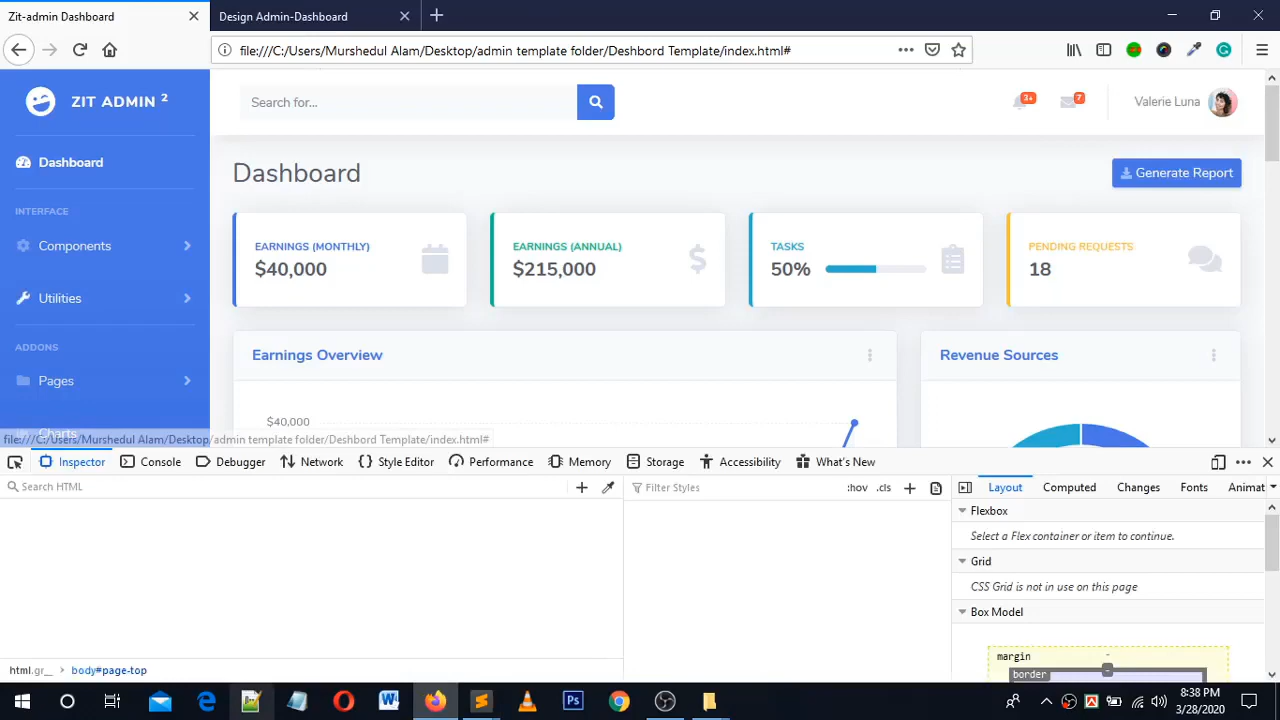 Zit-admin Dashboard
Design Admin-Dashboard
file:///C:/Users/Murshedul Alam/Desktop/admin template folder/Deshbord Template/index.html#
ZIT ADMIN 2
Search for...
3+
7
Valerie Luna
Dashboard
Dashboard
Generate Report
INTERFACE
Components
Utilities
ADDONS
Pages
Charts
EARNINGS (MONTHLY)
$40,000
EARNINGS (ANNUAL)
$215,000
TASKS
50%
PENDING REQUESTS
18
Earnings Overview
Revenue Sources
$40,000
file:///C:/Users/Murshedul Alam/Desktop/admin template folder/Deshbord Template/index.html#
Inspector
Console
Debugger
Network
Style Editor
Performance
Memory
Storage
Accessibility
What's New
Search HTML
Filter Styles
:hov
.cls
Layout
Computed
Changes
Fonts
Animat
Flexbox
Select a Flex container or item to continue.
Grid
CSS Grid is not in use on this page
Box Model
margin
-
border
html.gr__
body#page-top
8:38 PM
3/28/2020